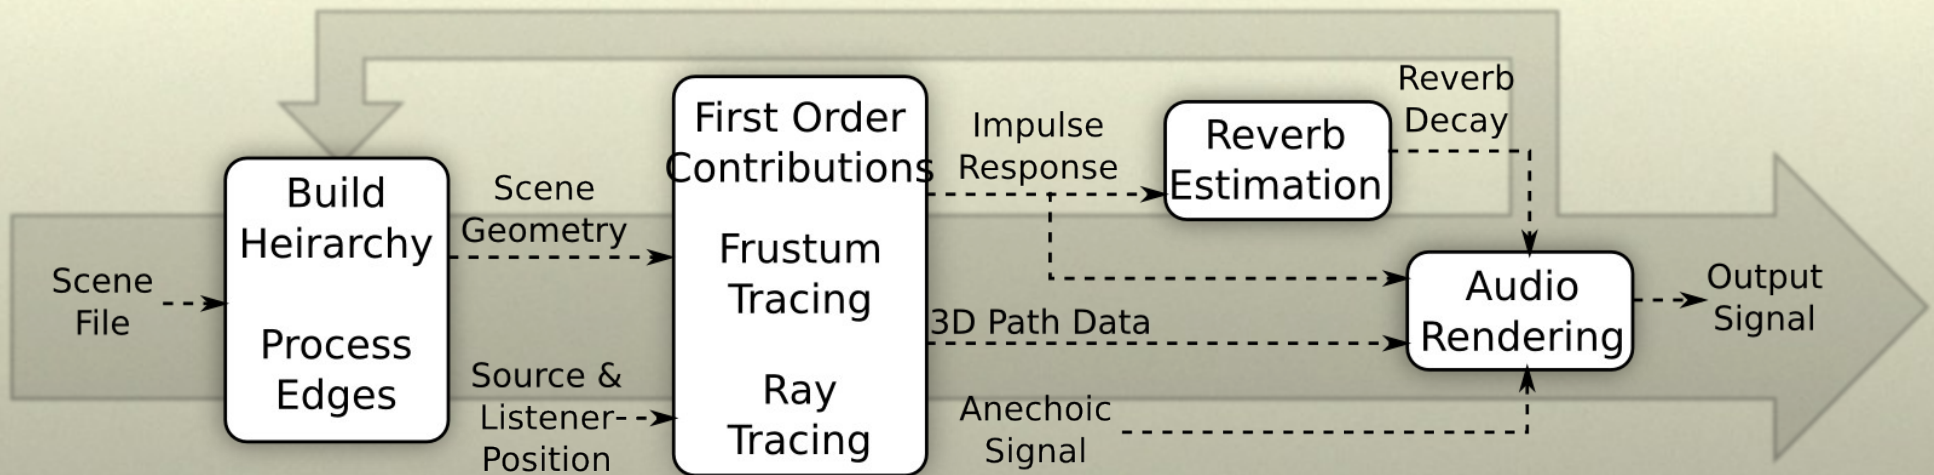 Scene
File
Build
Heirarchy
Process
Edges
Scene
Geometry
Source &
Listener
Position
First Order
Contributions
Frustum
Tracing
Ray
Tracing
Impulse
Response
3D Path Data
Anechoic
Signal
Reverb
Estimation
Reverb
Decay
Audio
Rendering
Output
Signal